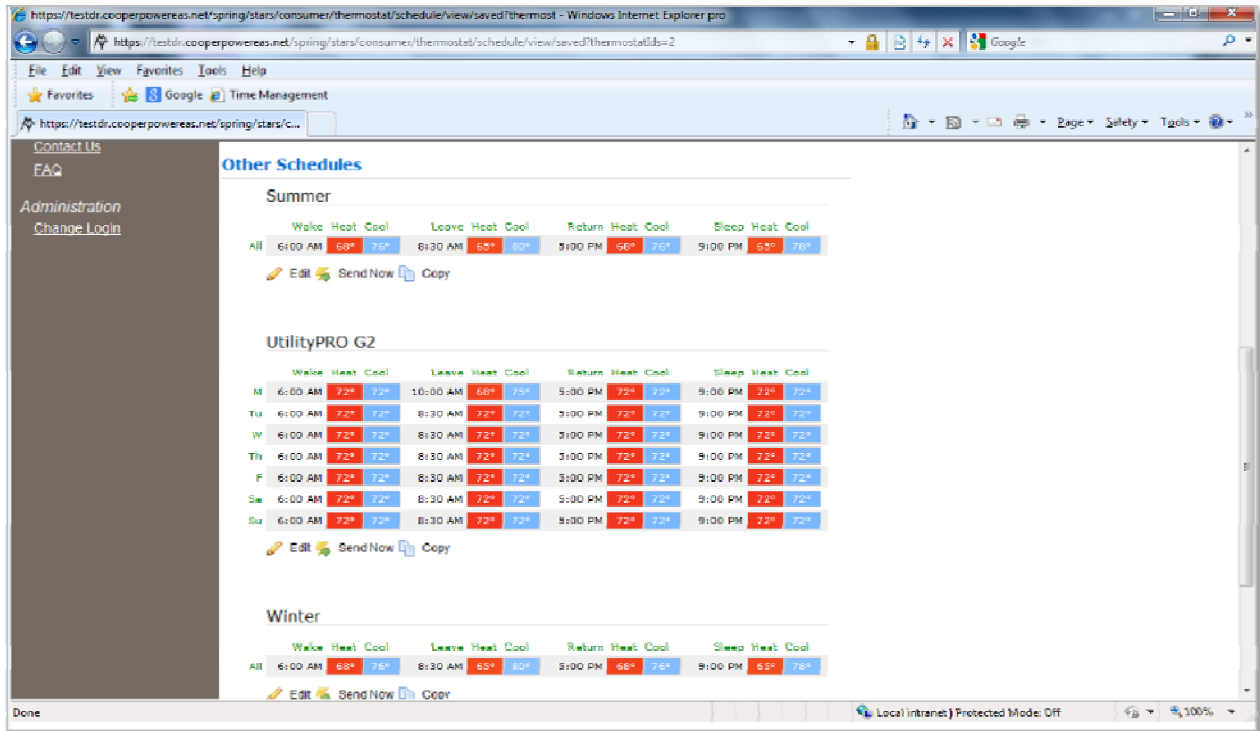 https://testdr.cooperpowereas.net/spring/stars/consumer/thermostat/schedule/view/saved?thermost - Windows Internet Explorer pro
https://testdr.cooperpowereas.net/spring/stars/consumer/thermostat/schedule/view/saved?thermostatIds=2 Google
File Edit View Favorites Tools Help
Favorites Google Time Management
https://testdr.cooperpowereas.net/spring/stars/c... Page Safety Tools
Contact Us
FAQ
Administration
Change Login
Other Schedules
Summer
Wake Heat Cool Leave Heat Cool Return Heat Cool Sleep Heat Cool
All 6:00 AM 68° 76° 8:30 AM 65° 80° 5:00 PM 68° 76° 9:00 PM 65° 78°
Edit Send Now Copy
UtilityPRO G2
Wake Heat Cool Leave Heat Cool Return Heat Cool Sleep Heat Cool
M 6:00 AM 72° 72° 10:00 AM 68° 75° 5:00 PM 72° 72° 9:00 PM 72° 72°
Tu 6:00 AM 72° 72° 8:30 AM 72° 72° 5:00 PM 72° 72° 9:00 PM 72° 72°
W 6:00 AM 72° 72° 8:30 AM 72° 72° 5:00 PM 72° 72° 9:00 PM 72° 72°
Th 6:00 AM 72° 72° 8:30 AM 72° 72° 5:00 PM 72° 72° 9:00 PM 72° 72°
F 6:00 AM 72° 72° 8:30 AM 72° 72° 5:00 PM 72° 72° 9:00 PM 72° 72°
Sa 6:00 AM 72° 72° 8:30 AM 72° 72° 5:00 PM 72° 72° 9:00 PM 72° 72°
Su 6:00 AM 72° 72° 8:30 AM 72° 72° 5:00 PM 72° 72° 9:00 PM 72° 72°
Edit Send Now Copy
Winter
Wake Heat Cool Leave Heat Cool Return Heat Cool Sleep Heat Cool
All 6:00 AM 68° 76° 8:30 AM 65° 80° 5:00 PM 68° 76° 9:00 PM 65° 78°
Edit Send Now Copy
Done Local intranet | Protected Mode: Off 100%